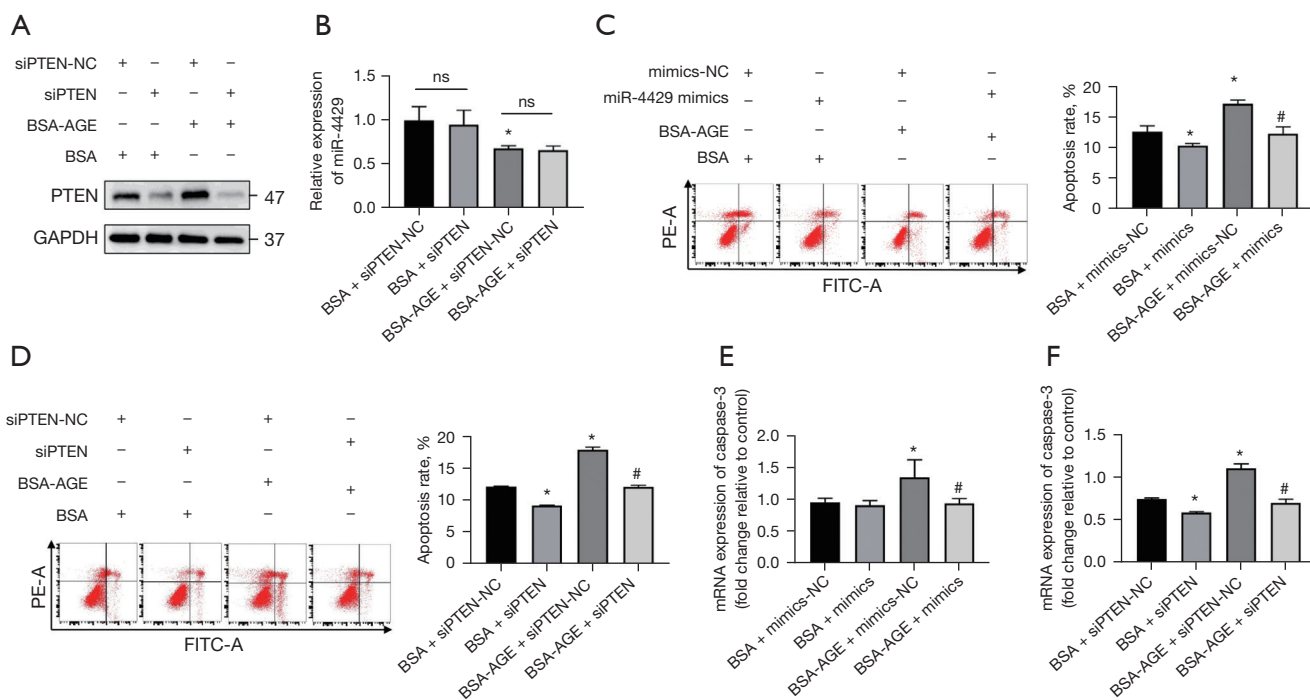 A
siPTEN-NC + – + –
siPTEN – + – +
BSA-AGE – – + +
BSA + + – –
PTEN 47
GAPDH 37
B
Relative expression
of miR-4429
1.5
1.0
0.5
0.0
ns
*
ns
BSA + siPTEN-NC
BSA + siPTEN
BSA-AGE + siPTEN-NC
BSA-AGE + siPTEN
C
mimics-NC + – + –
miR-4429 mimics – + – +
BSA-AGE – – + +
BSA + + – –
PE-A
FITC-A
Apoptosis rate, %
20
15
10
5
0
*
*
#
BSA + mimics-NC
BSA + mimics
BSA-AGE + mimics-NC
BSA-AGE + mimics
D
siPTEN-NC + – + –
siPTEN – + – +
BSA-AGE – – + +
BSA + + – –
PE-A
FITC-A
Apoptosis rate, %
20
16
12
8
4
0
*
*
#
BSA + siPTEN-NC
BSA + siPTEN
BSA-AGE + siPTEN-NC
BSA-AGE + siPTEN
E
mRNA expression of caspase-3
(fold change relative to control)
2.0
1.5
1.0
0.5
0.0
*
#
BSA + mimics-NC
BSA + mimics
BSA-AGE + mimics-NC
BSA-AGE + mimics
F
mRNA expression of caspase-3
(fold change relative to control)
1.5
1.0
0.5
0.0
*
*
#
BSA + siPTEN-NC
BSA + siPTEN
BSA-AGE + siPTEN-NC
BSA-AGE + siPTEN